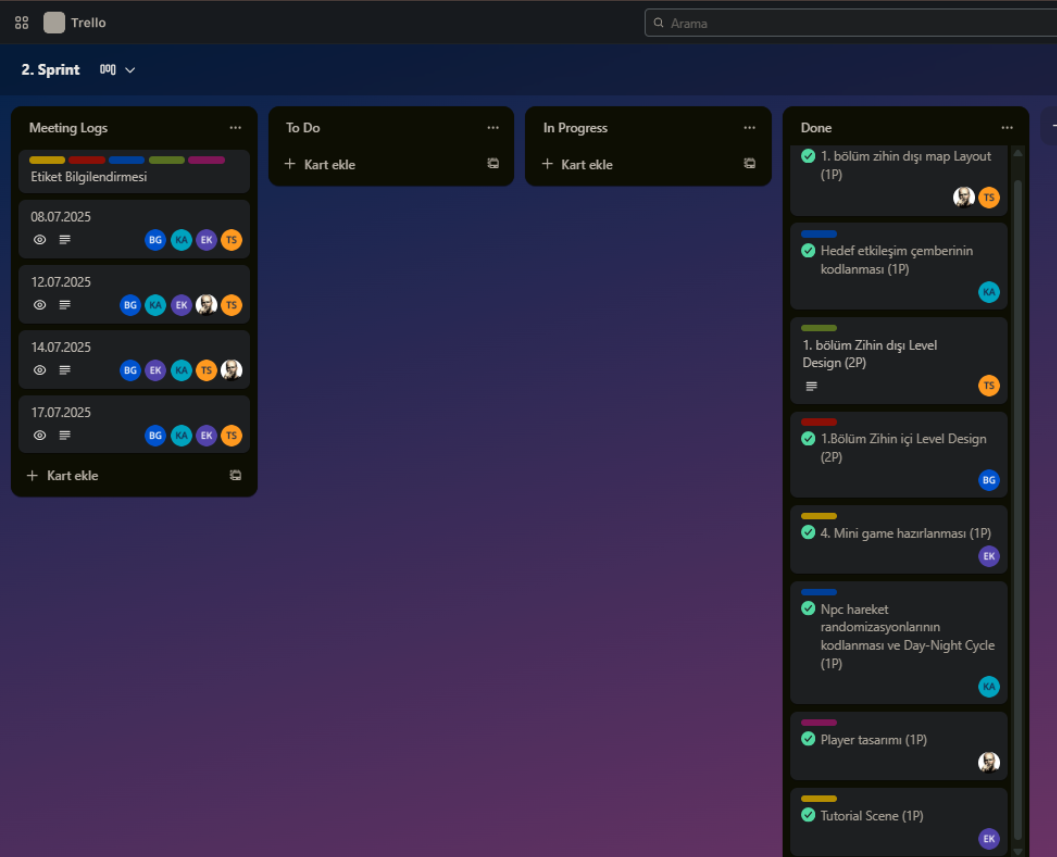 Trello
Arama
2. Sprint
Meeting Logs
Etiket Bilgilendirmesi
08.07.2025
BG KA EK TS
12.07.2025
BG KA EK TS
14.07.2025
BG EK KA TS
17.07.2025
BG KA EK TS
+ Kart ekle
To Do
+ Kart ekle
In Progress
+ Kart ekle
Done
1. bölüm zihin dışı map Layout
(1P)
TS
Hedef etkileşim çemberinin
kodlanması (1P)
KA
1. bölüm Zihin dışı Level
Design (2P)
TS
1.Bölüm Zihin içi Level Design
(2P)
BG
4. Mini game hazırlanması (1P)
EK
Npc hareket
randomizasyonlarının
kodlanması ve Day-Night Cycle
(1P)
KA
Player tasarımı (1P)
Tutorial Scene (1P)
EK